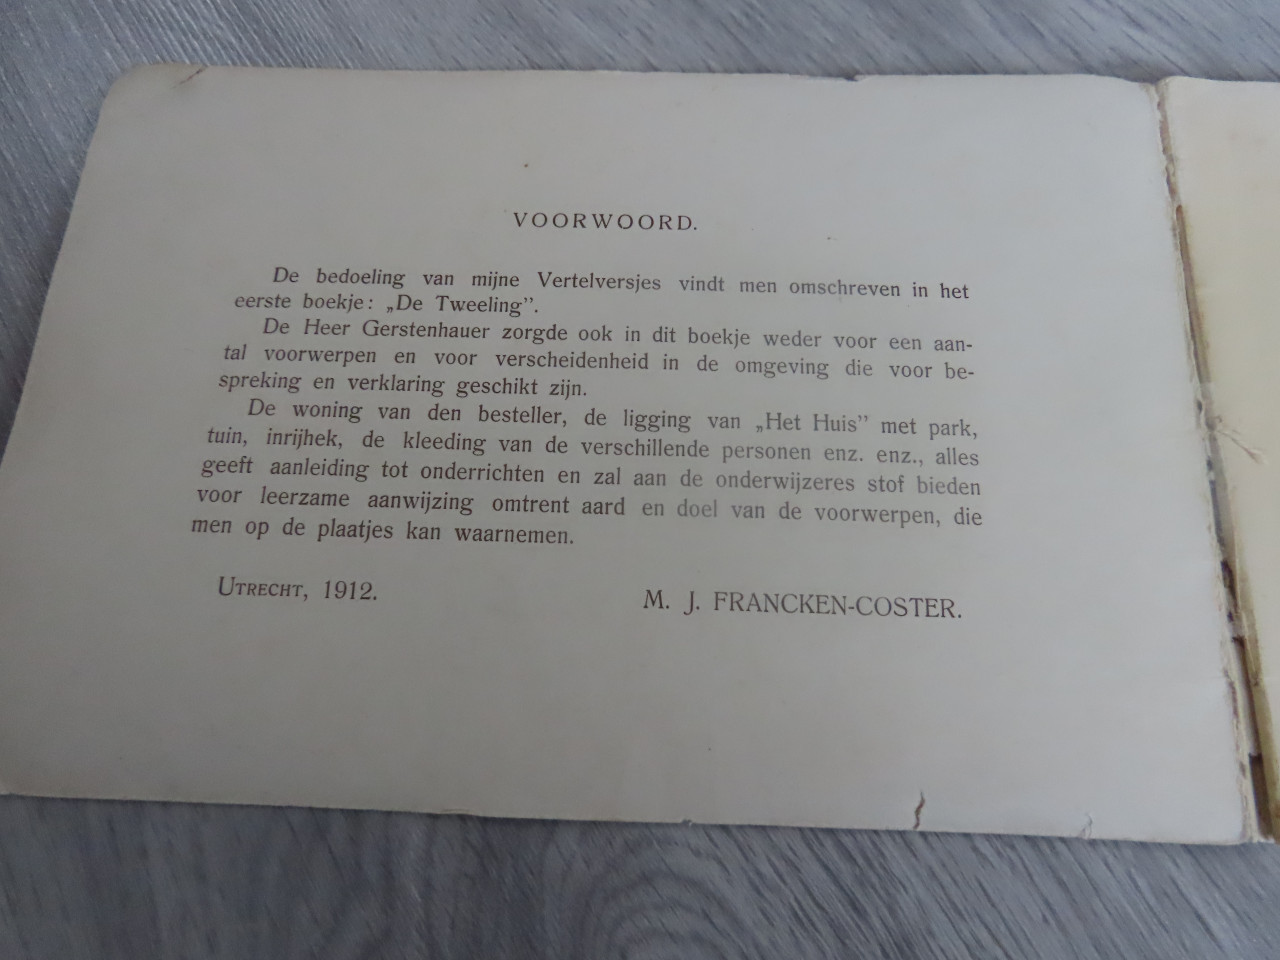 VOORWOORD.
De bedoeling van mijne Vertelversjes vindt men omschreven in het
eerste boekje: „De Tweeling”.
De Heer Gerstenhauer zorgde ook in dit boekje weder voor een aan-
tal voorwerpen en voor verscheidenheid in de omgeving die voor be-
spreking en verklaring geschikt zijn.
De woning van den besteller, de ligging van „Het Huis” met park,
tuin, inrijhek, de kleeding van de verschillende personen enz. enz., alles
geeft aanleiding tot onderrichten en zal aan de onderwijzeres stof bieden
voor leerzame aanwijzing omtrent aard en doel van de voorwerpen, die
men op de plaatjes kan waarnemen.
UTRECHT, 1912.
M. J. FRANCKEN-COSTER.